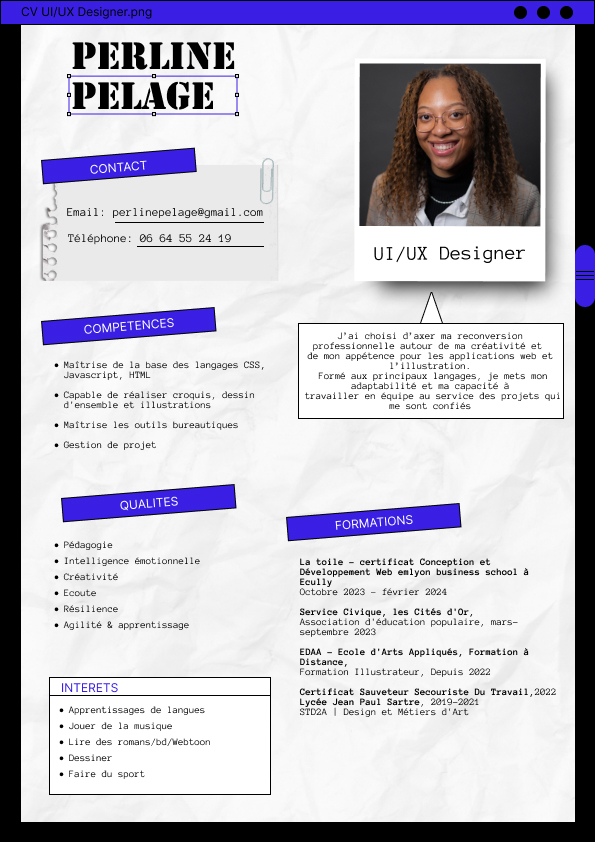 CV UI/UX Designer.png
PERLINE
PELAGE
CONTACT
Email: perlinepelage@gmail.com
Téléphone: 06 64 55 24 19
UI/UX Designer
COMPETENCES
Maîtrise de la base des langages CSS,
Javascript, HTML
Capable de réaliser croquis, dessin
d'ensemble et illustrations
Maîtrise les outils bureautiques
Gestion de projet
J'ai choisi d'axer ma reconversion
professionnelle autour de ma créativité et
de mon appétence pour les applications web et
l'illustration.
Formé aux principaux langages, je mets mon
adaptabilité et ma capacité à
travailler en équipe au service des projets qui
me sont confiés
QUALITES
Pédagogie
Intelligence émotionnelle
Créativité
Ecoute
Résilience
Agilité & apprentissage
FORMATIONS
La toile - certificat Conception et
Développement Web emlyon business school à
Ecully
Octobre 2023 - février 2024
Service Civique, les Cités d'Or,
Association d'éducation populaire, mars-
septembre 2023
EDAA - Ecole d'Arts Appliqués, Formation à
Distance,
Formation Illustrateur, Depuis 2022
Certificat Sauveteur Secouriste Du Travail,2022
Lycée Jean Paul Sartre, 2019-2021
STD2A | Design et Métiers d'Art
INTERETS
Apprentissages de langues
Jouer de la musique
Lire des romans/bd/Webtoon
Dessiner
Faire du sport